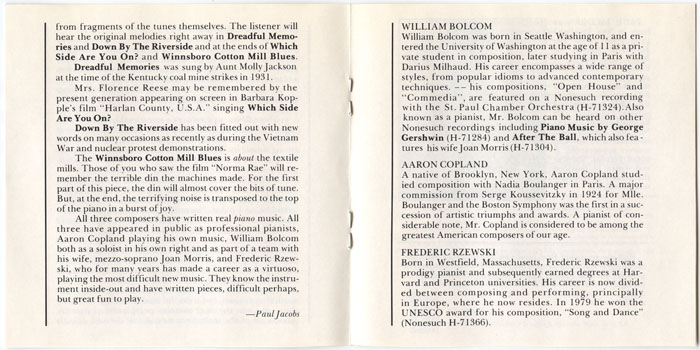 from fragments of the tunes themselves. The listener will
hear the original melodies right away in Dreadful Memo-
ries and Down By The Riverside and at the ends of Which
Side Are You On? and Winnsboro Cotton Mill Blues.
Dreadful Memories was sung by Aunt Molly Jackson
at the time of the Kentucky coal mine strikes in 1931.
Mrs. Florence Reese may be remembered by the
present generation appearing on screen in Barbara Kop-
ple's film "Harlan County, U.S.A." singing Which Side
Are You On?
Down By The Riverside has been fitted out with new
words on many occasions as recently as during the Vietnam
War and nuclear protest demonstrations.
The Winnsboro Cotton Mill Blues is about the textile
mills. Those of you who saw the film "Norma Rae" will re-
member the terrible din the machines made. For the first
part of this piece, the din will almost cover the bits of tune.
But, at the end, the terrifying noise is transposed to the top
of the piano in a burst of joy.
All three composers have written real piano music. All
three have appeared in public as professional pianists,
Aaron Copland playing his own music, William Bolcom
both as a soloist in his own right and as part of a team with
his wife, mezzo-soprano Joan Morris, and Frederic Rzew-
ski, who for many years has made a career as a virtuoso,
playing the most difficult new music. They know the instru-
ment inside-out and have written pieces, difficult perhaps,
but great fun to play.
—Paul Jacobs
WILLIAM BOLCOM
William Bolcom was born in Seattle Washington, and en-
tered the University of Washington at the age of 11 as a pri-
vate student in composition, later studying in Paris with
Darius Milhaud. His career encompasses a wide range of
styles, from popular idioms to advanced contemporary
techniques. -- his compositions, "Open House" and
"Commedia", are featured on a Nonesuch recording
with the St. Paul Chamber Orchestra (H-71324). Also
known as a pianist, Mr. Bolcom can be heard on other
Nonesuch recordings including Piano Music by George
Gershwin (H-71284) and After The Ball, which also fea-
tures his wife Joan Morris (H-71304).
AARON COPLAND
A native of Brooklyn, New York, Aaron Copland stud-
ied composition with Nadia Boulanger in Paris. A major
commission from Serge Koussevitzky in 1924 for Mlle.
Boulanger and the Boston Symphony was the first in a suc-
cession of artistic triumphs and awards. A pianist of con-
siderable note, Mr. Copland is considered to be among the
greatest American composers of our age.
FREDERIC RZEWSKI
Born in Westfield, Massachusetts, Frederic Rzewski was a
prodigy pianist and subsequently earned degrees at Har-
vard and Princeton universities. His career is now divid-
ed between composing and performing, principally
in Europe, where he now resides. In 1979 he won the
UNESCO award for his composition, "Song and Dance"
(Nonesuch H-71366).